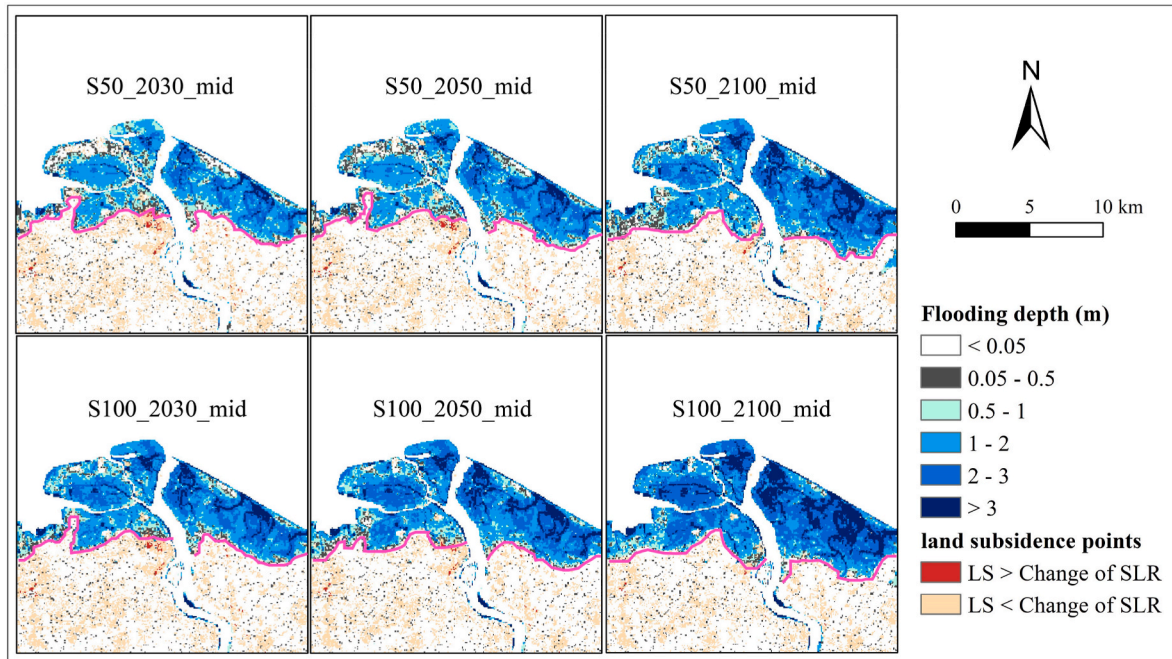 S50_2030_mid
S50_2050_mid
S50_2100_mid
N
0 5 10 km
S100_2030_mid
S100_2050_mid
S100_2100_mid
Flooding depth (m)
< 0.05
0.05 - 0.5
0.5 - 1
1 - 2
2 - 3
> 3
land subsidence points
LS > Change of SLR
LS < Change of SLR